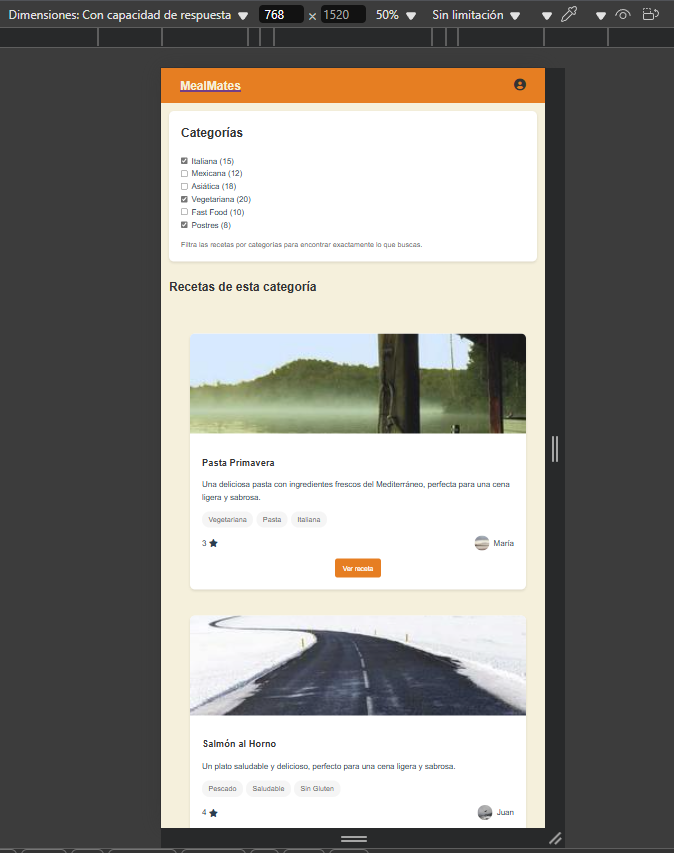 Dimensiones: Con capacidad de respuesta 768 × 1520 50% Sin limitación
MealMates
Categorías
Italiana (15)
Mexicana (12)
Asiática (18)
Vegetariana (20)
Fast Food (10)
Postres (8)
Filtra las recetas por categorías para encontrar exactamente lo que buscas.
Recetas de esta categoría
Pasta Primavera
Una deliciosa pasta con ingredientes frescos del Mediterráneo, perfecta para una cena
ligera y sabrosa.
Vegetariana Pasta Italiana
3 María
Ver receta
Salmón al Horno
Un plato saludable y delicioso, perfecto para una cena ligera y sabrosa.
Pescado Saludable Sin Gluten
4 Juan